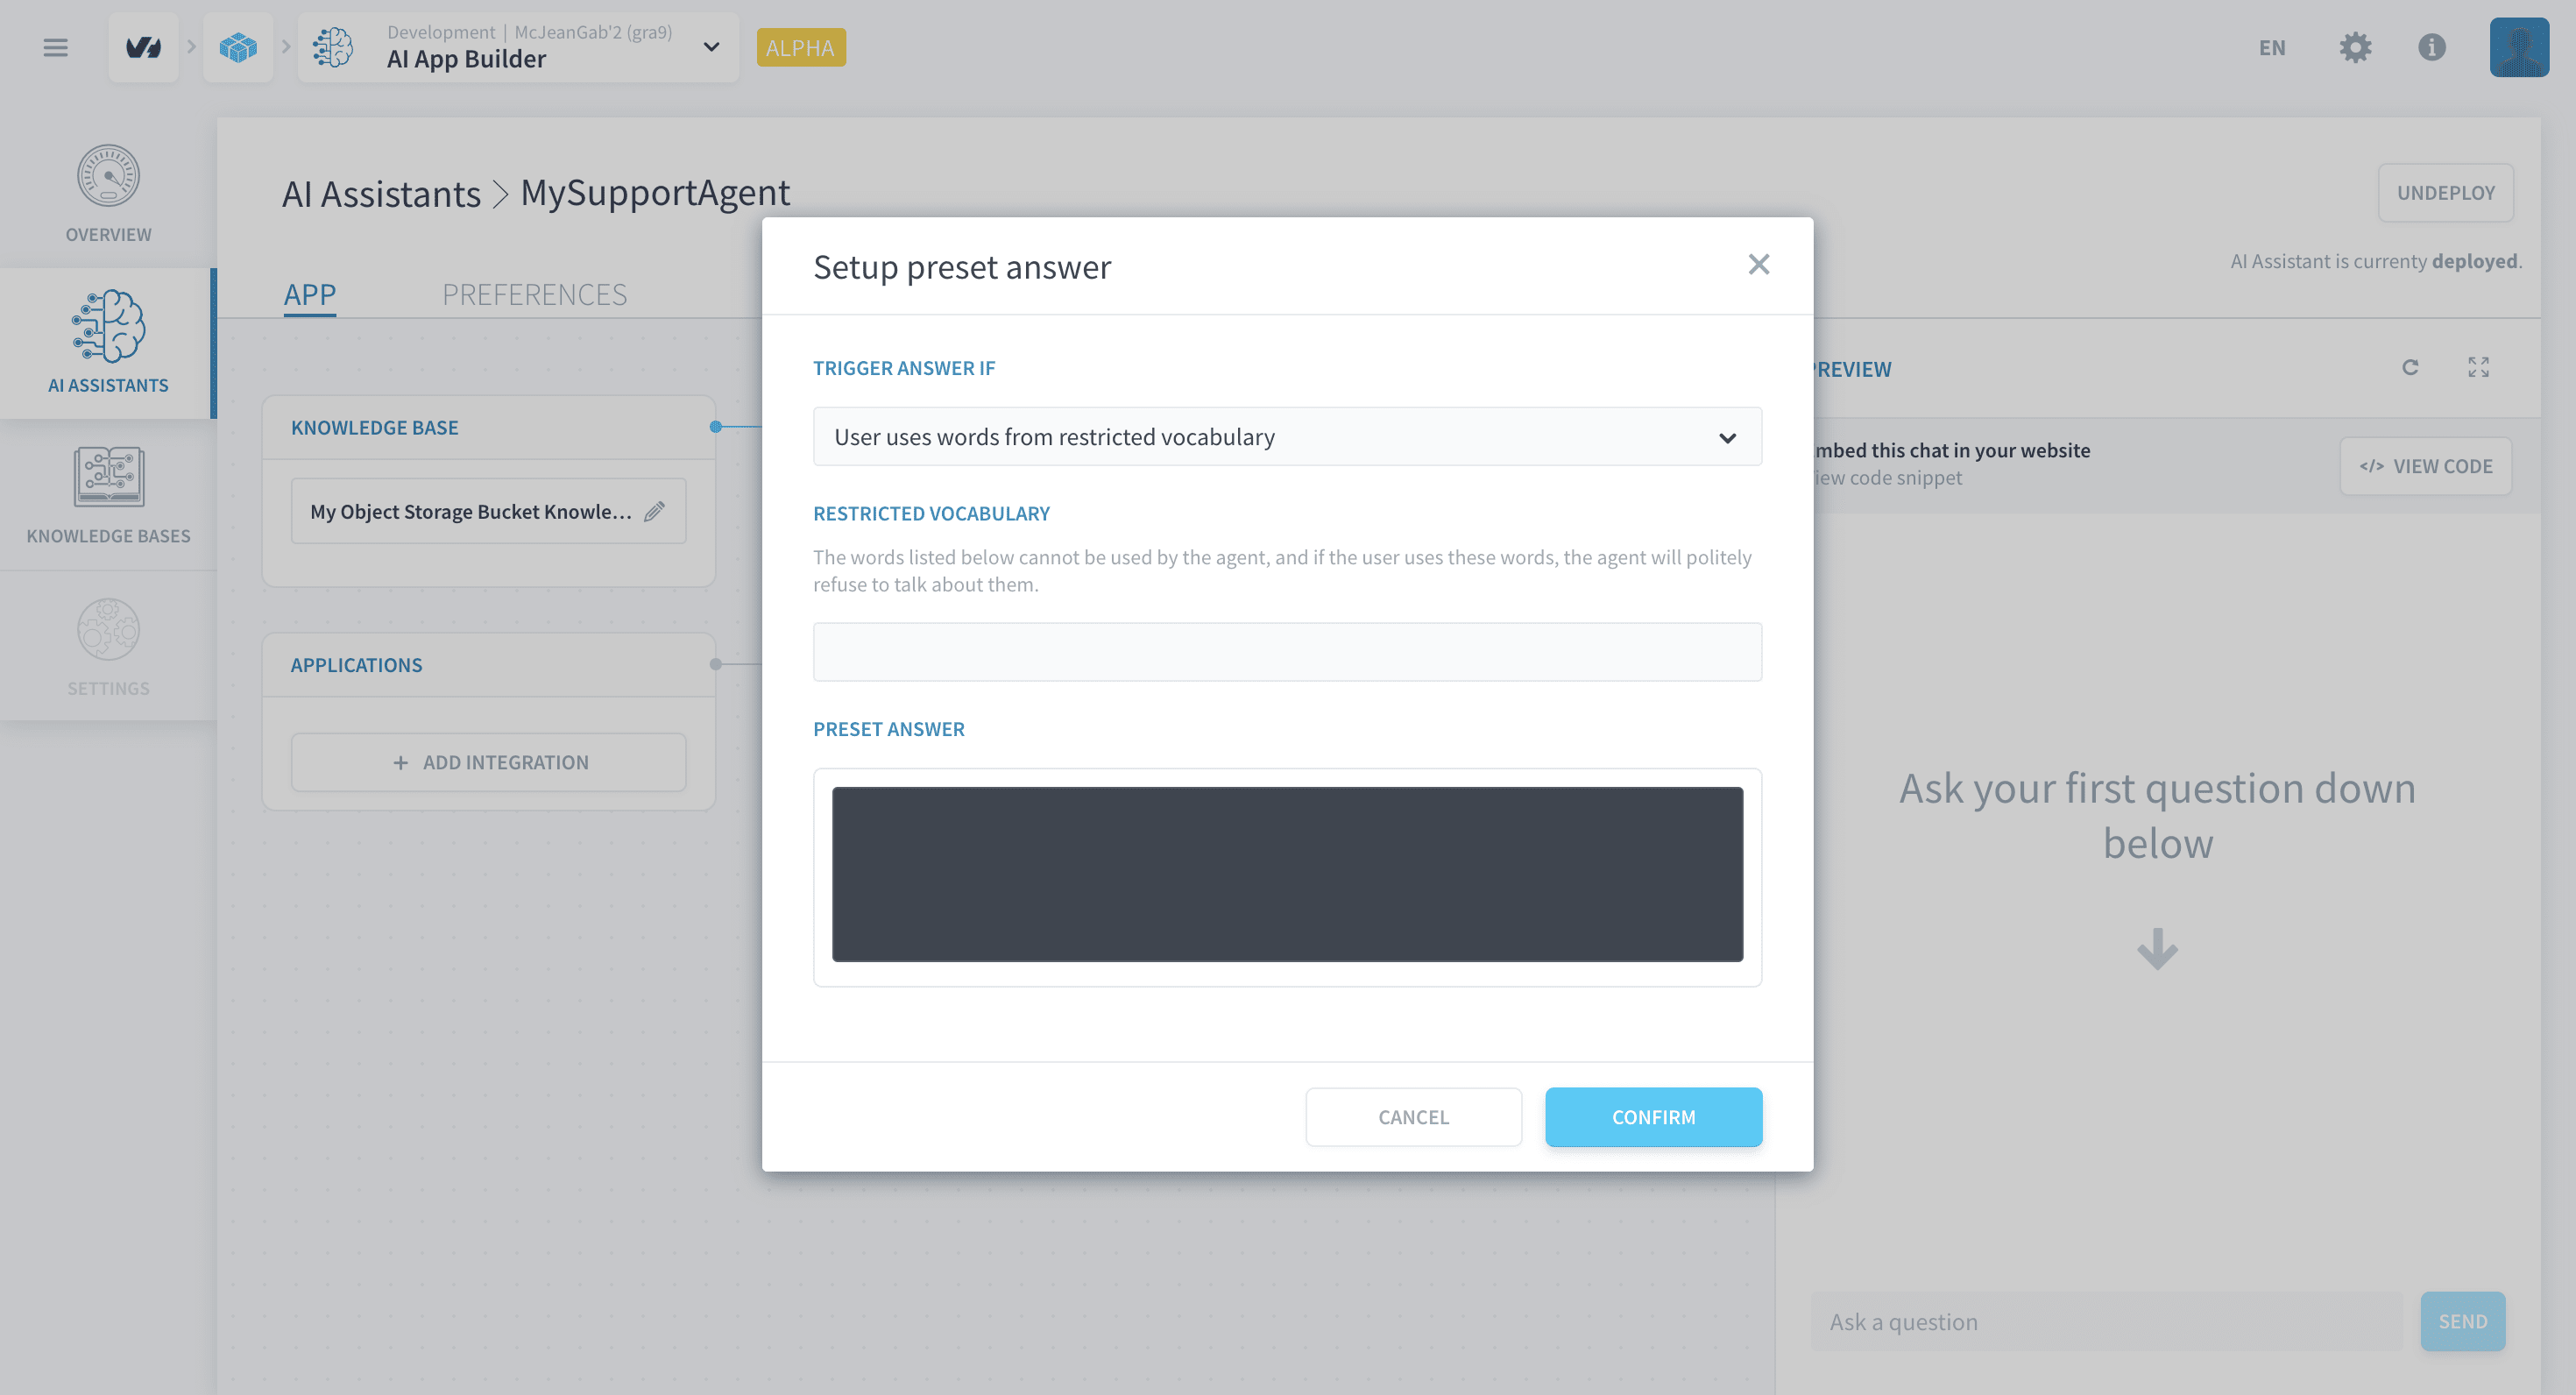 Development | McJeanGab'2 (gra9)
AI App Builder
ALPHA
EN
OVERVIEW
AI ASSISTANTS
KNOWLEDGE BASES
SETTINGS
AI Assistants > MySupportAgent
UNDEPLOY
AI Assistant is currenty deployed.
APP
PREFERENCES
KNOWLEDGE BASE
My Object Storage Bucket Knowle...
APPLICATIONS
+ ADD INTEGRATION
Setup preset answer
TRIGGER ANSWER IF
User uses words from restricted vocabulary
RESTRICTED VOCABULARY
The words listed below cannot be used by the agent, and if the user uses these words, the agent will politely
refuse to talk about them.
PRESET ANSWER
CANCEL
CONFIRM
REVIEW
mbed this chat in your website
iew code snippet
</> VIEW CODE
Ask your first question down
below
Ask a question
SEND